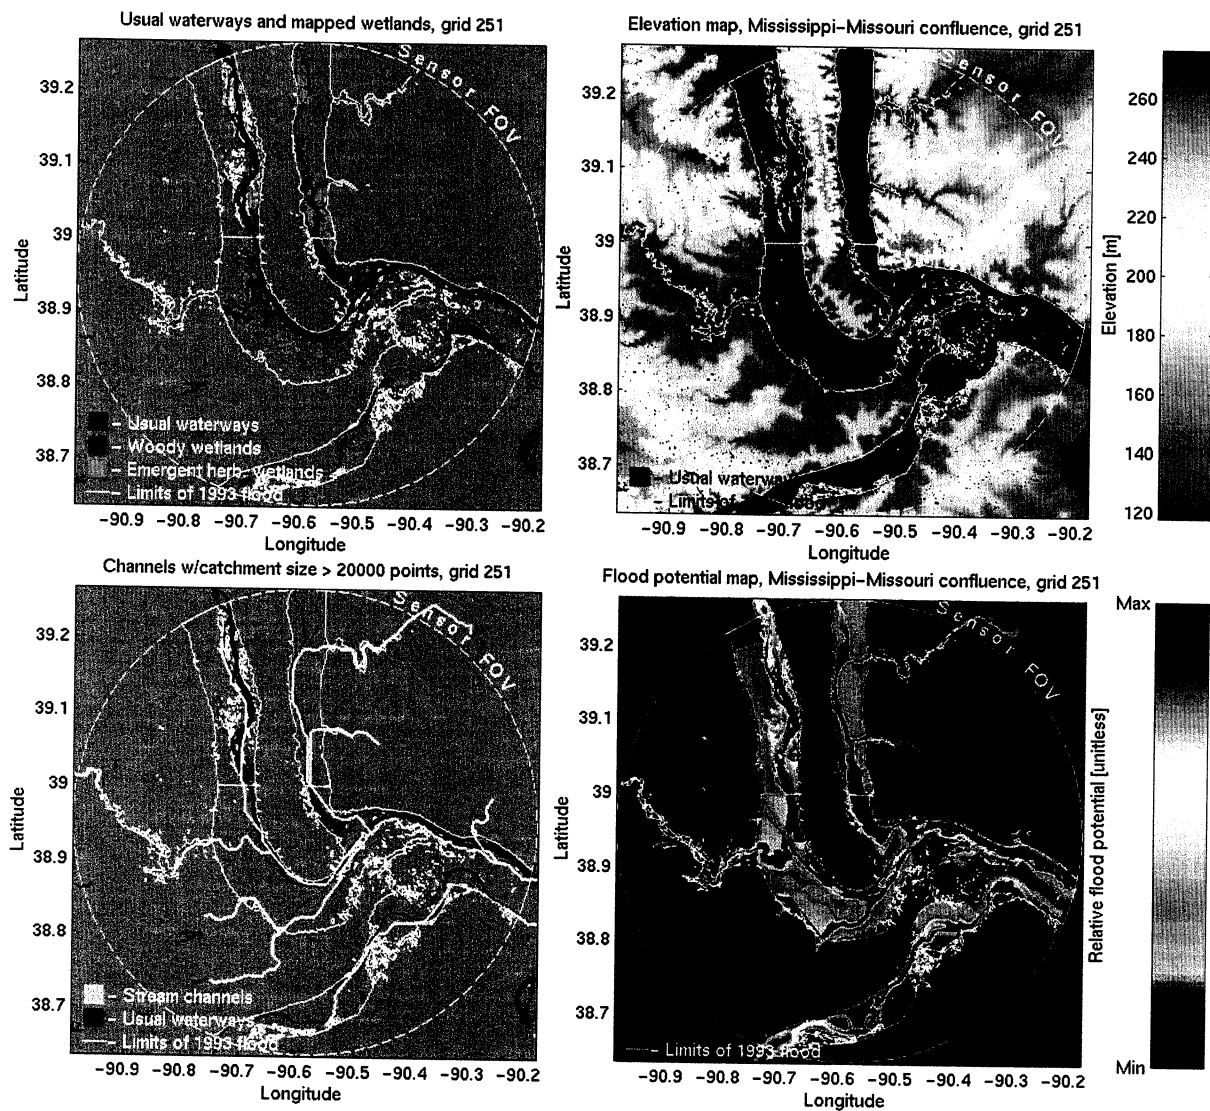 Usual waterways and mapped wetlands, grid 251
Sensor FOV
39.2
39.1
39
38.9
38.8
38.7
Latitude
– Usual waterways
– Woody wetlands
– Emergent herb. wetlands
– Limits of 1993 flood
−90.9 −90.8 −90.7 −90.6 −90.5 −90.4 −90.3 −90.2
Longitude
Elevation map, Mississippi−Missouri confluence, grid 251
Sensor FOV
39.2
39.1
39
38.9
38.8
38.7
Latitude
Usual waterways
– Limits of
−90.9 −90.8 −90.7 −90.6 −90.5 −90.4 −90.3 −90.2
Longitude
260
240
220
200
180
160
140
120
Elevation [m]
Channels w/catchment size > 20000 points, grid 251
Sensor FOV
39.2
39.1
39
38.9
38.8
38.7
Latitude
– Stream channels
– Usual waterways
– Limits of 1993 flood
−90.9 −90.8 −90.7 −90.6 −90.5 −90.4 −90.3 −90.2
Longitude
Flood potential map, Mississippi−Missouri confluence, grid 251
Sensor FOV
39.2
39.1
39
38.9
38.8
38.7
Latitude
– Limits of 1993 flood
−90.9 −90.8 −90.7 −90.6 −90.5 −90.4 −90.3 −90.2
Longitude
Max
Min
Relative flood potential [unitless]